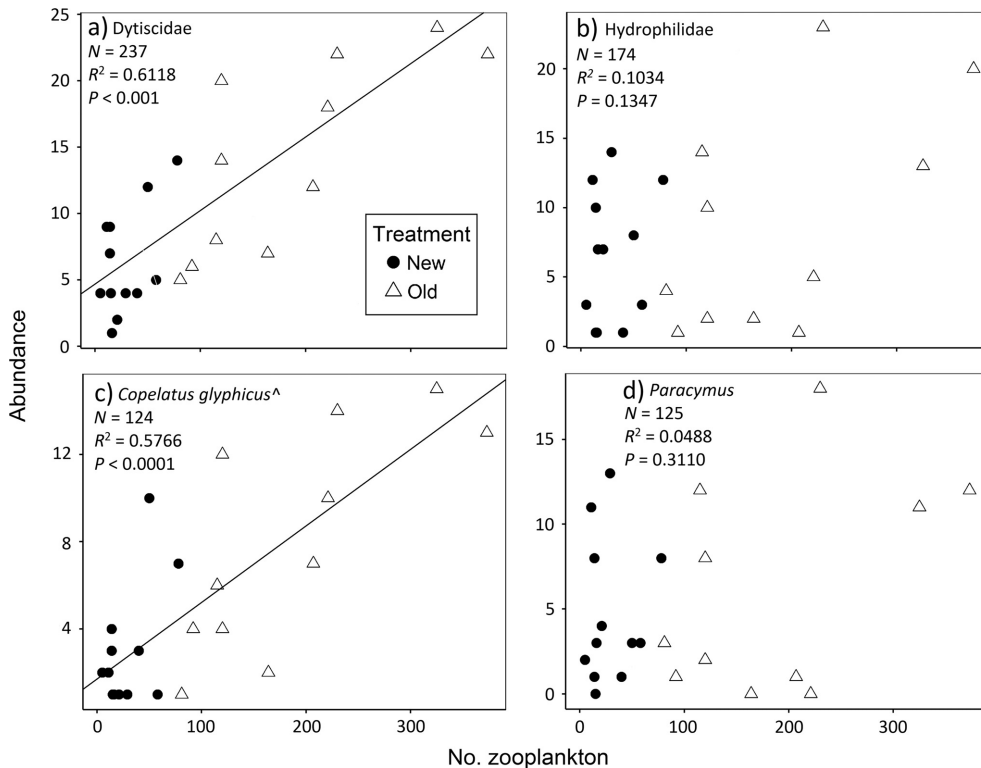 a) Dytiscidae
N = 237
R² = 0.6118
P < 0.001
25
20
15
10
5
0
Treatment
New
Old
b) Hydrophilidae
N = 174
R² = 0.1034
P = 0.1347
20
15
10
5
0
Abundance
c) Copelatus glyphicus^
N = 124
R² = 0.5766
P < 0.0001
12
8
4
0
100
200
300
d) Paracymus
N = 125
R² = 0.0488
P = 0.3110
15
10
5
0
0
100
200
300
No. zooplankton